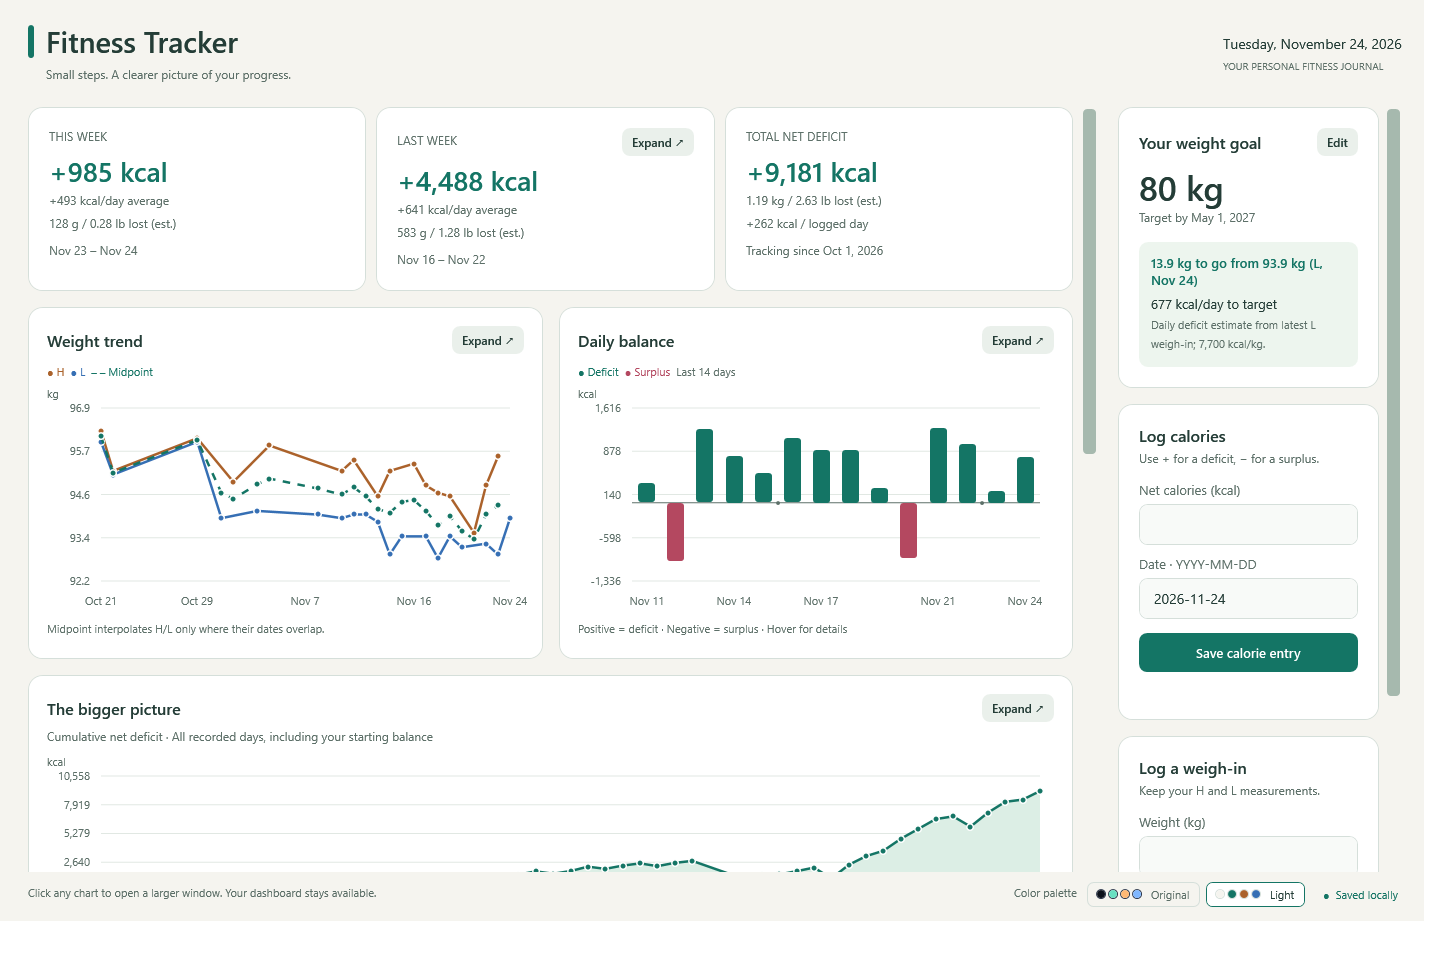 Fitness Tracker
Small steps. A clearer picture of your progress.
Tuesday, November 24, 2026
YOUR PERSONAL FITNESS JOURNAL
THIS WEEK
+985 kcal
+493 kcal/day average
128 g / 0.28 lb lost (est.)
Nov 23 – Nov 24
LAST WEEK
Expand ↗
+4,488 kcal
+641 kcal/day average
583 g / 1.28 lb lost (est.)
Nov 16 – Nov 22
TOTAL NET DEFICIT
+9,181 kcal
1.19 kg / 2.63 lb lost (est.)
+262 kcal / logged day
Tracking since Oct 1, 2026
Weight trend
Expand ↗
● H ● L – – Midpoint
kg
96.9
95.7
94.6
93.4
92.2
Oct 21 Oct 29 Nov 7 Nov 16 Nov 24
Midpoint interpolates H/L only where their dates overlap.
Daily balance
Expand ↗
● Deficit ● Surplus Last 14 days
kcal
1,616
878
140
-598
-1,336
Nov 11 Nov 14 Nov 17 Nov 21 Nov 24
Positive = deficit · Negative = surplus · Hover for details
The bigger picture
Expand ↗
Cumulative net deficit · All recorded days, including your starting balance
kcal
10,558
7,919
5,279
2,640
Your weight goal
Edit
80 kg
Target by May 1, 2027
13.9 kg to go from 93.9 kg (L,
Nov 24)
677 kcal/day to target
Daily deficit estimate from latest L
weigh-in; 7,700 kcal/kg.
Log calories
Use + for a deficit, – for a surplus.
Net calories (kcal)
Date · YYYY-MM-DD
2026-11-24
Save calorie entry
Log a weigh-in
Keep your H and L measurements.
Weight (kg)
Click any chart to open a larger window. Your dashboard stays available.
Color palette
Original
Light
● Saved locally